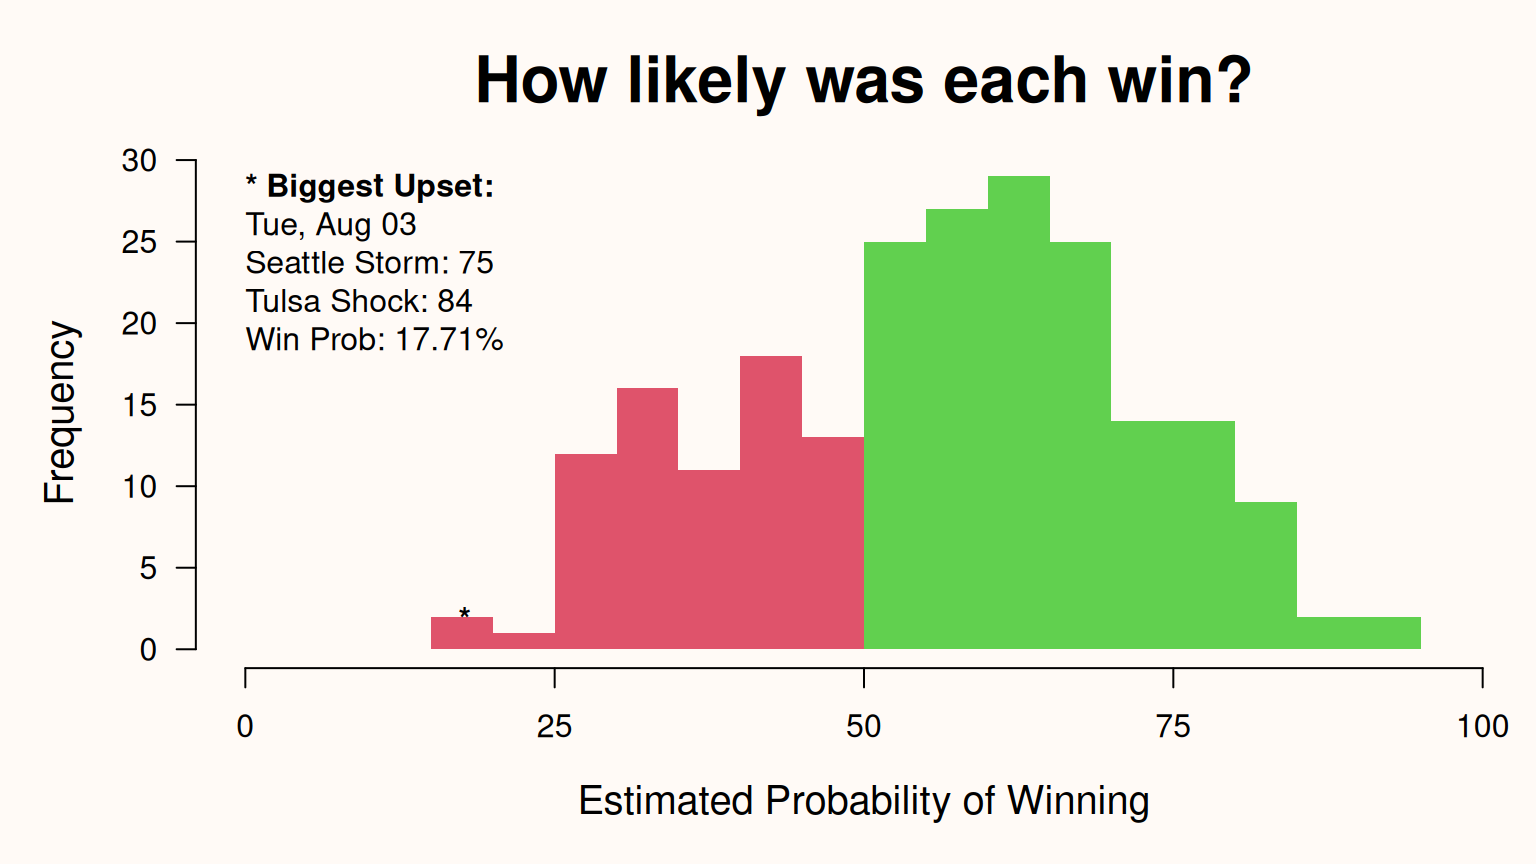 How likely was each win?
30
25
20
15
10
5
0
Frequency
* Biggest Upset:
Tue, Aug 03
Seattle Storm: 75
Tulsa Shock: 84
Win Prob: 17.71%
*
0 25 50 75 100
Estimated Probability of Winning